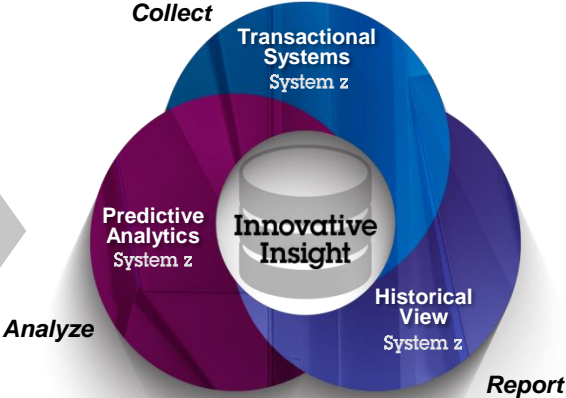 Collect
Transactional
Systems
System z
Predictive
Analytics
System z
Innovative
Insight
Historical
View
System z
Analyze
Report